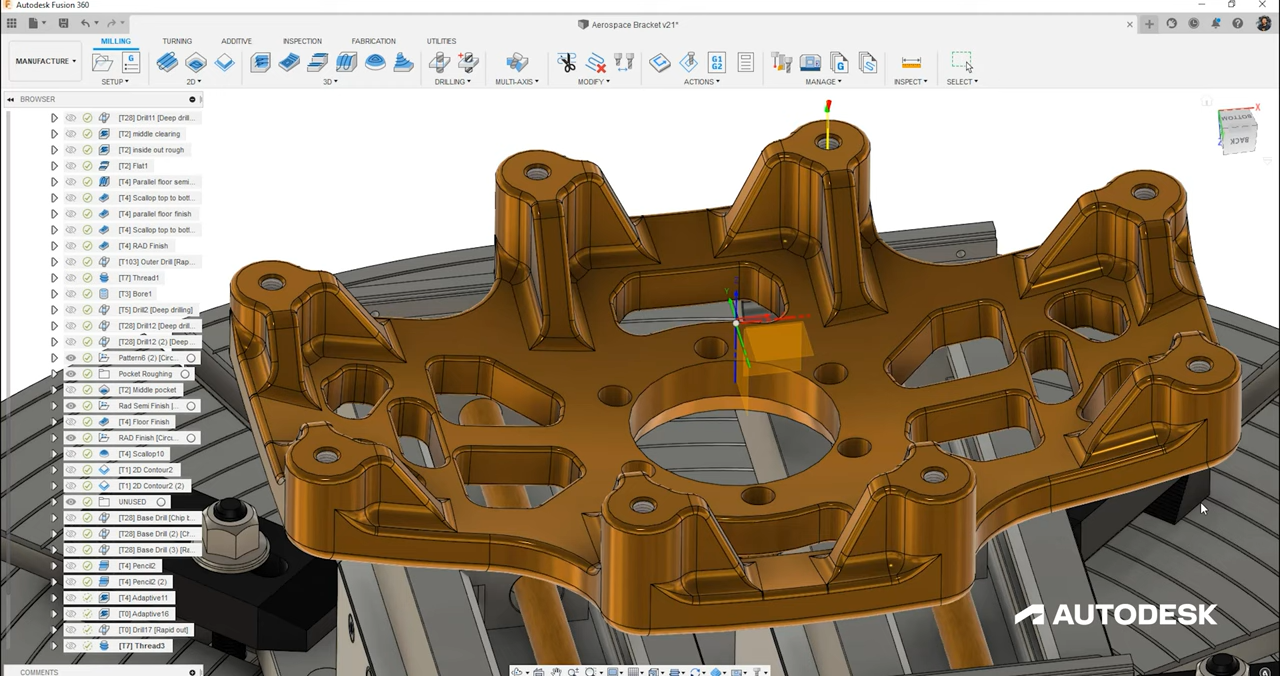 Autodesk Fusion 360
Aerospace Bracket v21*
MANUFACTURE
MILLING TURNING ADDITIVE INSPECTION FABRICATION UTILITIES
G1
G2
SETUP 2D 3D DRILLING MULTI-AXIS MODIFY ACTIONS MANAGE INSPECT SELECT
BROWSER
[T28] Drill11 [Deep drill...
[T2] middle clearing
[T2] inside out rough
[T2] Flat1
[T4] Parallel floor semi...
[T4] Scallop top to bott...
[T4] parallel floor finish
[T4] Scallop top to bott...
[T4] RAD Finish
[T103] Outer Drill [Rap...
[T7] Thread1
[T3] Bore1
[T5] Drill2 [Deep drilling]
[T28] Drill12 [Deep drill...
[T28] Drill12 (2) [Deep ...
Pattern6 (2) [Circ...
Pocket Roughing
[T2] Middle pocket
Rad Semi Finish [...
[T4] Floor Finish
RAD Finish [Circu...
[T4] Scallop10
[T1] 2D Contour2
[T1] 2D Contour2 (2)
UNUSED
[T28] Base Drill [Chip b...
[T28] Base Drill (2) [Ch...
[T28] Base Drill (3) [Ra...
[T4] Pencil2
[T4] Pencil2 (2)
[T4] Adaptive11
[T0] Adaptive16
[T0] Drill17 [Rapid out]
[T7] Thread3
COMMENTS
BOTTOM
BACK
X
Z
Y
AUTODESK